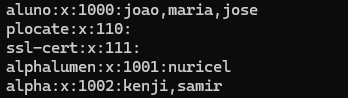 aluno:x:1000:joao,maria,jose
plocate:x:110:
ssl-cert:x:111:
alphalumen:x:1001:nuricel
alpha:x:1002:kenji,samir